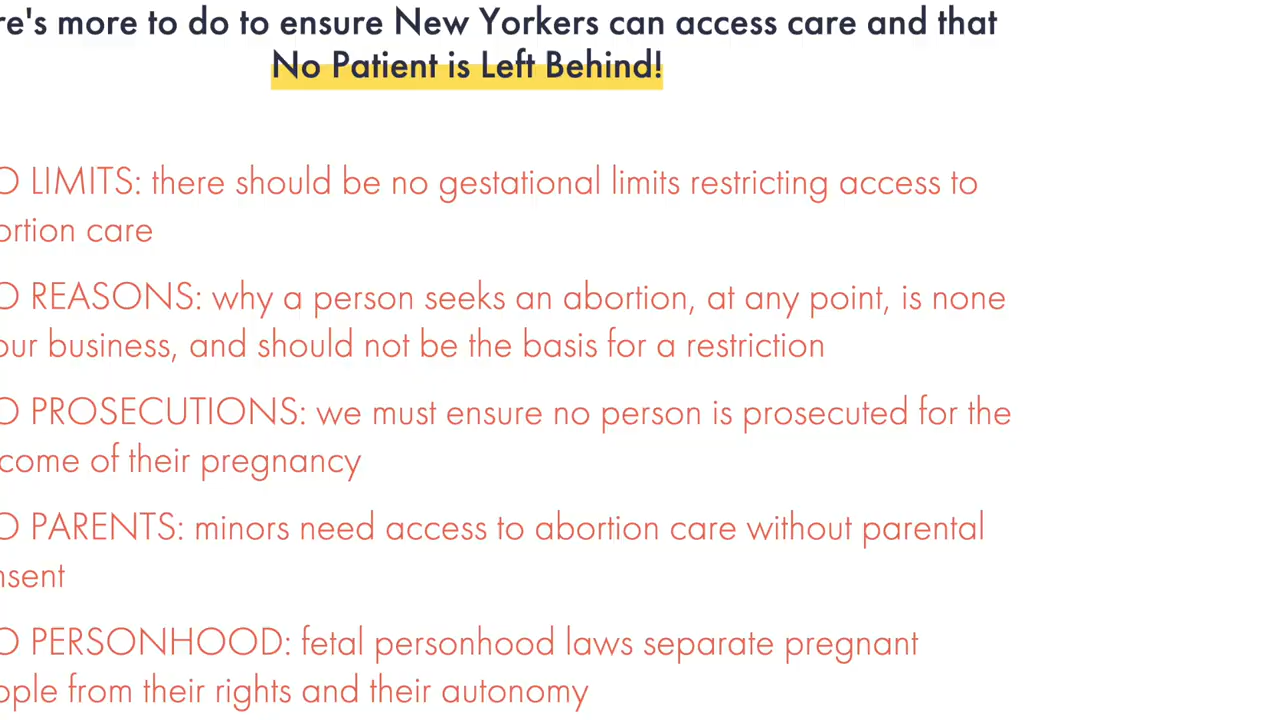 re's more to do to ensure New Yorkers can access care and that
No Patient is Left Behind!
O LIMITS: there should be no gestational limits restricting access to
ortion care
O REASONS: why a person seeks an abortion, at any point, is none
our business, and should not be the basis for a restriction
O PROSECUTIONS: we must ensure no person is prosecuted for the
come of their pregnancy
O PARENTS: minors need access to abortion care without parental
nsent
O PERSONHOOD: fetal personhood laws separate pregnant
ople from their rights and their autonomy